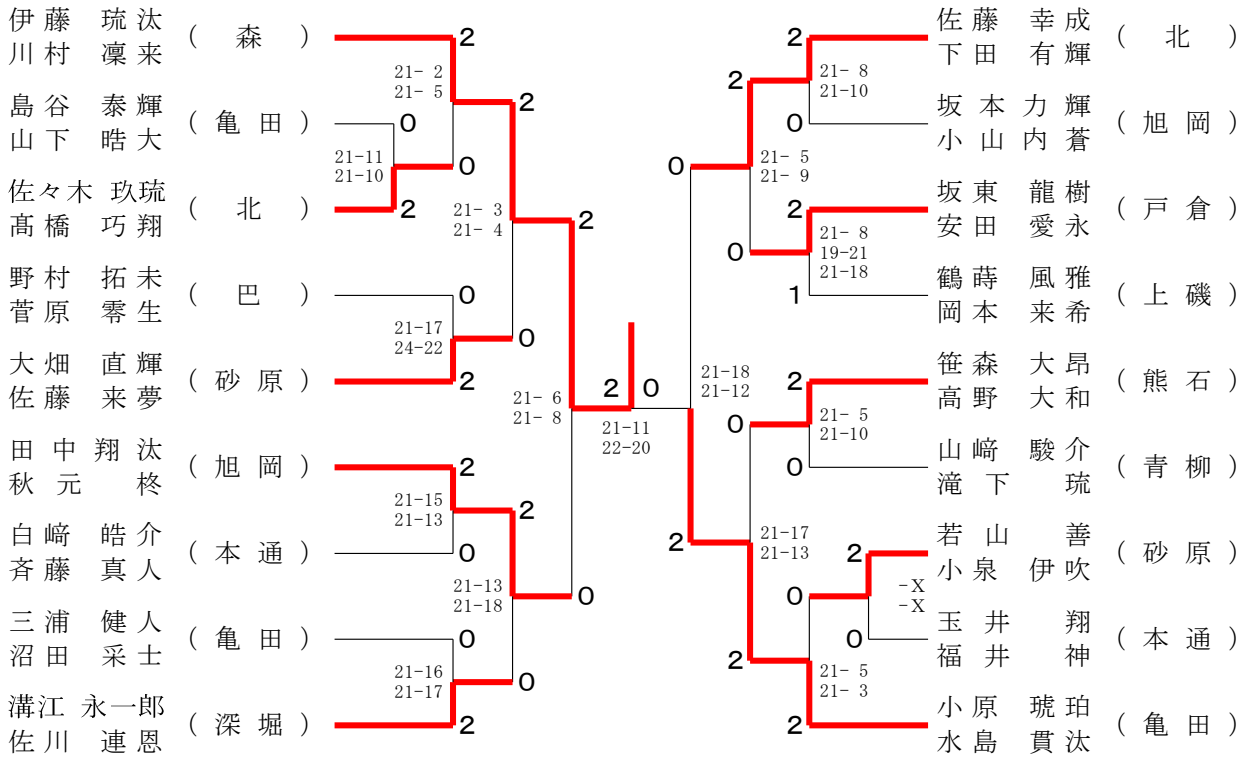 伊藤 琉汰
川村 凜来
( 森 )
2
21- 2
21- 5
2
島谷 泰輝
山下 晧大
( 亀田 )
0
21-11
21-10
0
佐々木 玖琉
髙橋 巧翔
( 北 )
2
21- 3
21- 4
2
野村 拓未
菅原 零生
( 巴 )
0
21-17
24-22
0
大畑 直輝
佐藤 来夢
( 砂原 )
2
21- 6
21- 8
2 0
21-11
22-20
田中翔汰
秋元 柊
( 旭岡 )
2
21-15
21-13
2
白﨑 皓介
斉藤 真人
( 本通 )
0
21-13
21-18
0
三浦 健人
沼田 采士
( 亀田 )
0
21-16
21-17
0
溝江 永一郎
佐川 連恩
( 深堀 )
2
2
佐藤 幸成
下田 有輝
( 北 )
2
21- 8
21-10
0
坂本力輝
小山内蒼
( 旭岡 )
0
21- 5
21- 9
2
坂東 龍樹
安田 愛永
( 戸倉 )
0
21- 8
19-21
21-18
1
鶴蒔 風雅
岡本 来希
( 上磯 )
21-18
21-12
2
笹森 大昂
高野 大和
( 熊石 )
0
21- 5
21-10
0
山﨑 駿介
滝下 琉
( 青柳 )
2
21-17
21-13
2
若山 善
小泉 伊吹
( 砂原 )
0
-X
-X
0
玉井 翔
福井 神
( 本通 )
2
21- 5
21- 3
2
小原 琥珀
水島 貫汰
( 亀田 )